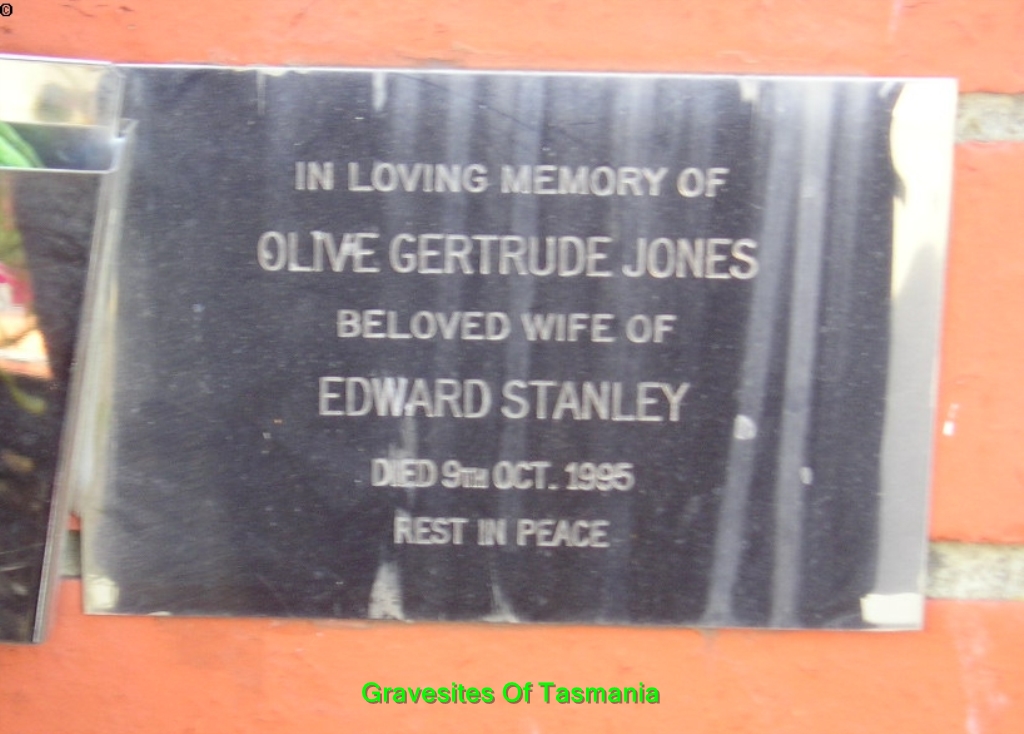 ©
IN LOVING MEMORY OF
OLIVE GERTRUDE JONES
BELOVED WIFE OF
EDWARD STANLEY
DIED 9TH OCT. 1995
REST IN PEACE
Gravesites Of Tasmania